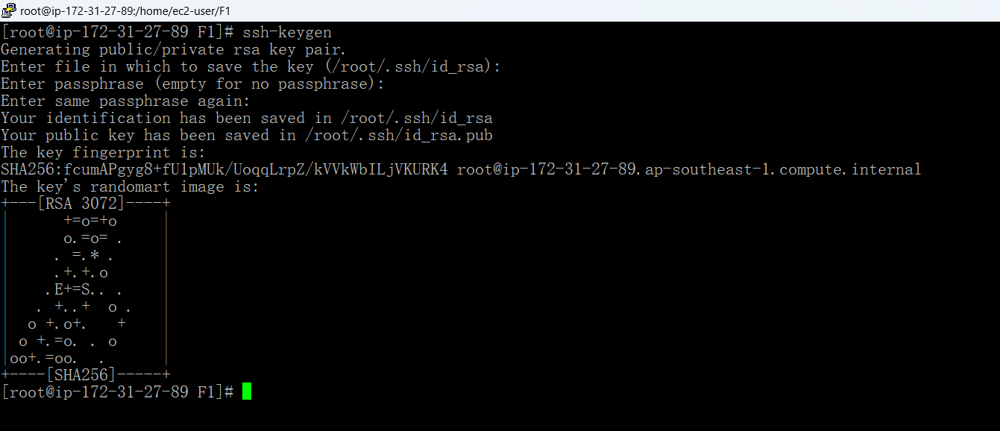 root@ip-172-31-27-89:/home/ec2-user/F1
[root@ip-172-31-27-89 F1]# ssh-keygen
Generating public/private rsa key pair.
Enter file in which to save the key (/root/.ssh/id_rsa):
Enter passphrase (empty for no passphrase):
Enter same passphrase again:
Your identification has been saved in /root/.ssh/id_rsa
Your public key has been saved in /root/.ssh/id_rsa.pub
The key fingerprint is:
SHA256:fcumAPgyg8+fU1pMUk/UoqqLrpZ/kVVkWbILjVKURK4 root@ip-172-31-27-89.ap-southeast-1.compute.internal
The key's randomart image is:
+---[RSA 3072]----+
|      +=o=+o     |
|      o.=o= .    |
|     . =.* .     |
|     .+.+.o      |
|    .E+=S.. .    |
|   . +..+  o .   |
|  o +.o+.   +    |
| o +.=o. . o     |
|oo+.=oo.  .      |
+----[SHA256]-----+
[root@ip-172-31-27-89 F1]#